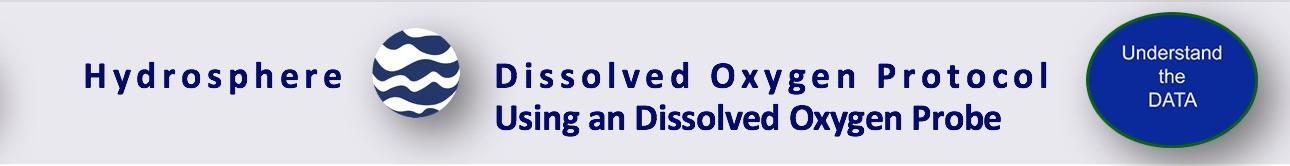 Hydrosphere
Dissolved Oxygen Protocol
Using an Dissolved Oxygen Probe
Understand
the
DATA